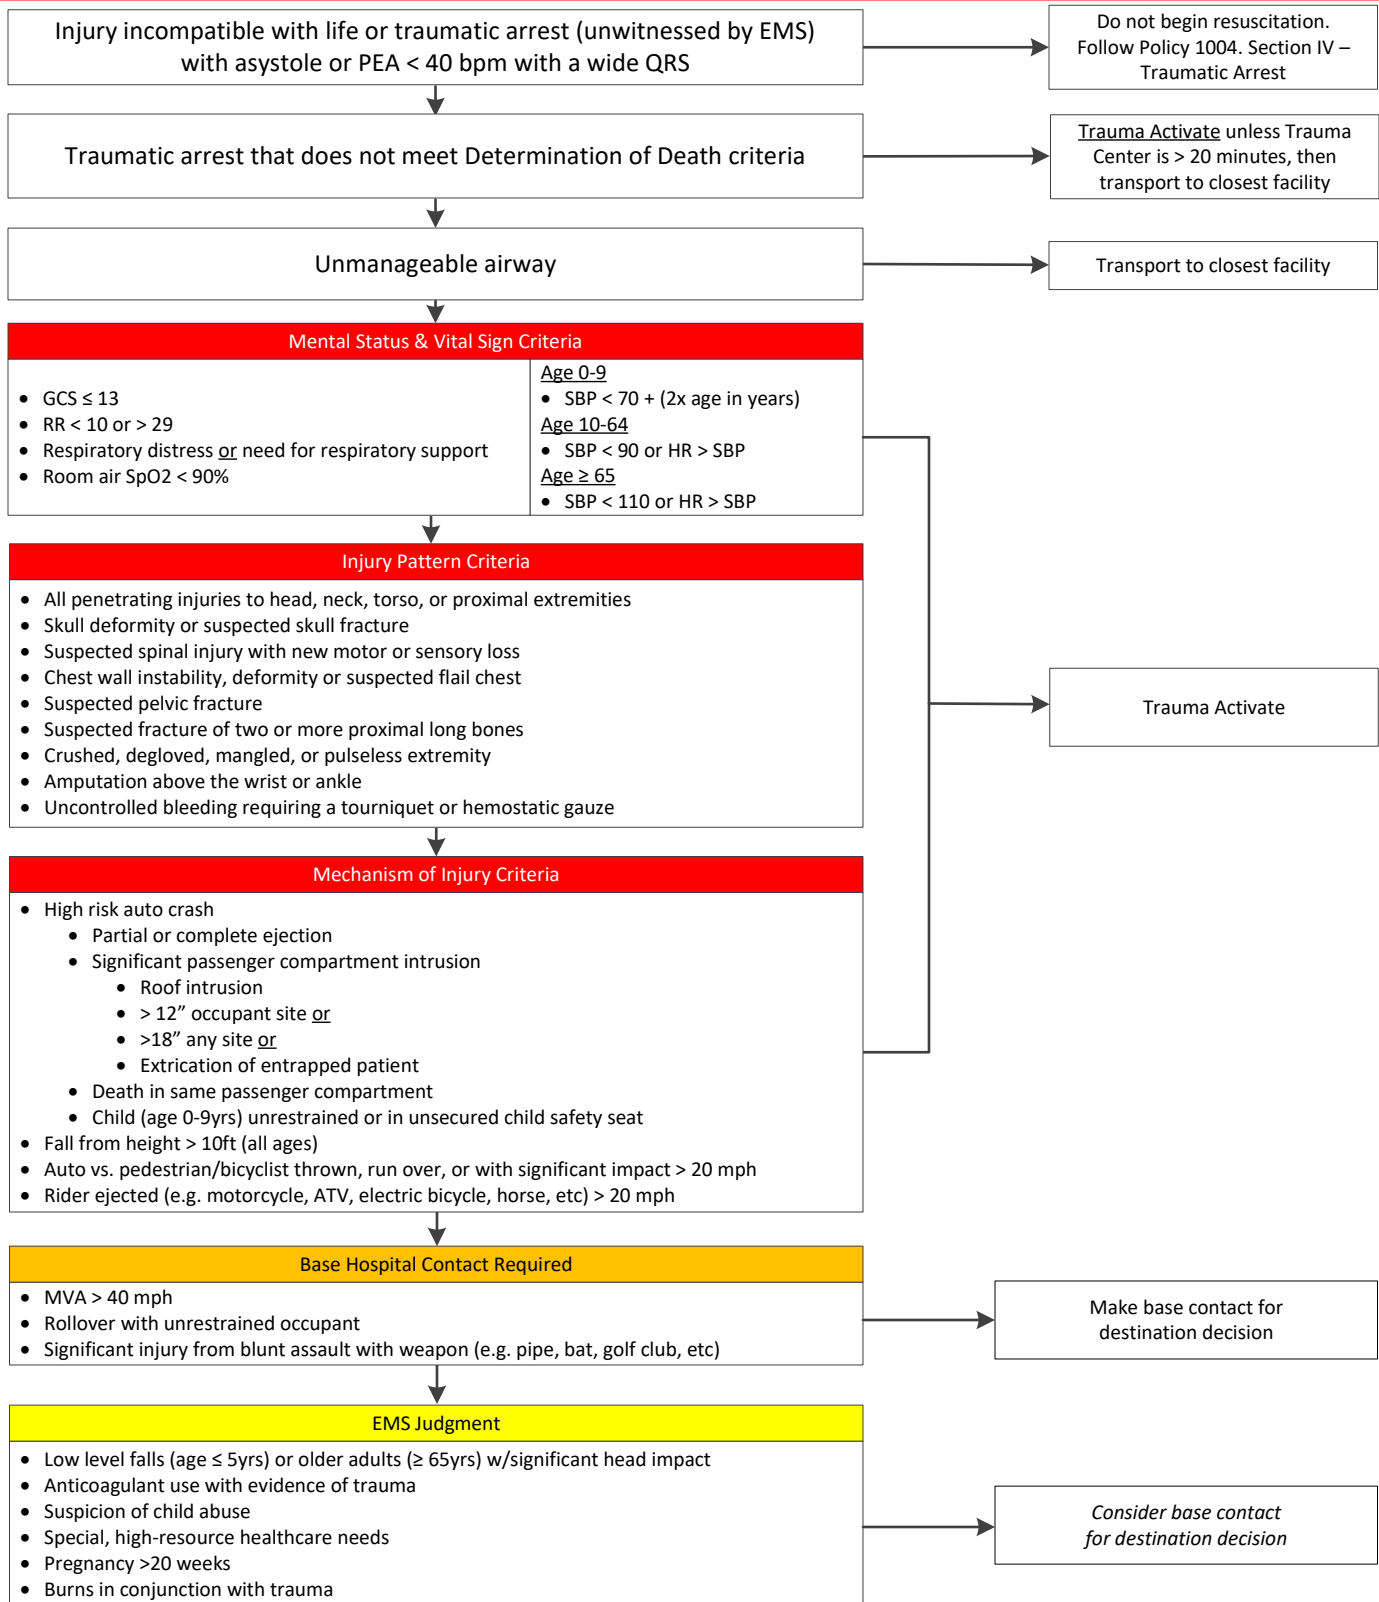 Injury incompatible with life or traumatic arrest (unwitnessed by EMS)
with asystole or PEA < 40 bpm with a wide QRS
Do not begin resuscitation.
Follow Policy 1004. Section IV –
Traumatic Arrest
Traumatic arrest that does not meet Determination of Death criteria
Trauma Activate unless Trauma
Center is > 20 minutes, then
transport to closest facility
Unmanageable airway
Transport to closest facility
Mental Status & Vital Sign Criteria
• GCS ≤ 13
• RR < 10 or > 29
• Respiratory distress or need for respiratory support
• Room air SpO2 < 90%
Age 0-9
• SBP < 70 + (2x age in years)
Age 10-64
• SBP < 90 or HR > SBP
Age ≥ 65
• SBP < 110 or HR > SBP
Injury Pattern Criteria
• All penetrating injuries to head, neck, torso, or proximal extremities
• Skull deformity or suspected skull fracture
• Suspected spinal injury with new motor or sensory loss
• Chest wall instability, deformity or suspected flail chest
• Suspected pelvic fracture
• Suspected fracture of two or more proximal long bones
• Crushed, degloved, mangled, or pulseless extremity
• Amputation above the wrist or ankle
• Uncontrolled bleeding requiring a tourniquet or hemostatic gauze
Trauma Activate
Mechanism of Injury Criteria
• High risk auto crash
• Partial or complete ejection
• Significant passenger compartment intrusion
• Roof intrusion
• > 12” occupant site or
• >18” any site or
• Extrication of entrapped patient
• Death in same passenger compartment
• Child (age 0-9yrs) unrestrained or in unsecured child safety seat
• Fall from height > 10ft (all ages)
• Auto vs. pedestrian/bicyclist thrown, run over, or with significant impact > 20 mph
• Rider ejected (e.g. motorcycle, ATV, electric bicycle, horse, etc) > 20 mph
Base Hospital Contact Required
• MVA > 40 mph
• Rollover with unrestrained occupant
• Significant injury from blunt assault with weapon (e.g. pipe, bat, golf club, etc)
Make base contact for
destination decision
EMS Judgment
• Low level falls (age ≤ 5yrs) or older adults (≥ 65yrs) w/significant head impact
• Anticoagulant use with evidence of trauma
• Suspicion of child abuse
• Special, high-resource healthcare needs
• Pregnancy >20 weeks
• Burns in conjunction with trauma
Consider base contact
for destination decision